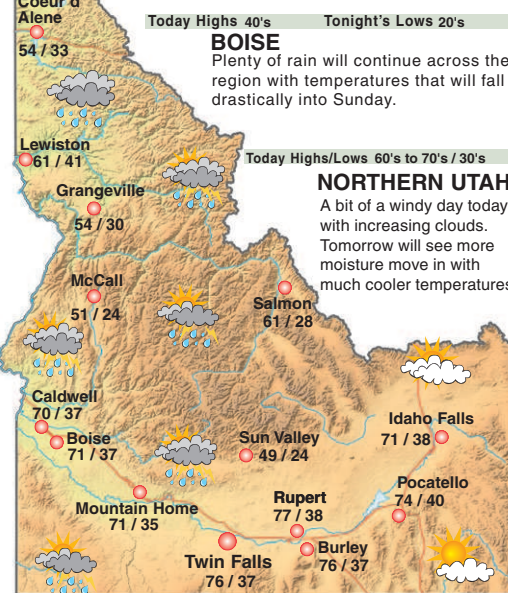 Coeur d'
Alene
54 / 33
Today Highs 40's Tonight's Lows 20's
BOISE
Plenty of rain will continue across the
region with temperatures that will fall
drastically into Sunday.
Lewiston
61 / 41
Today Highs/Lows 60's to 70's / 30's
NORTHERN UTAH
A bit of a windy day today
with increasing clouds.
Tomorrow will see more
moisture move in with
much cooler temperatures
Grangeville
54 / 30
McCall
51 / 24
Salmon
61 / 28
Caldwell
70 / 37
Boise
71 / 37
Sun Valley
49 / 24
Idaho Falls
71 / 38
Mountain Home
71 / 35
Rupert
77 / 38
Pocatello
74 / 40
Twin Falls
76 / 37
Burley
76 / 37